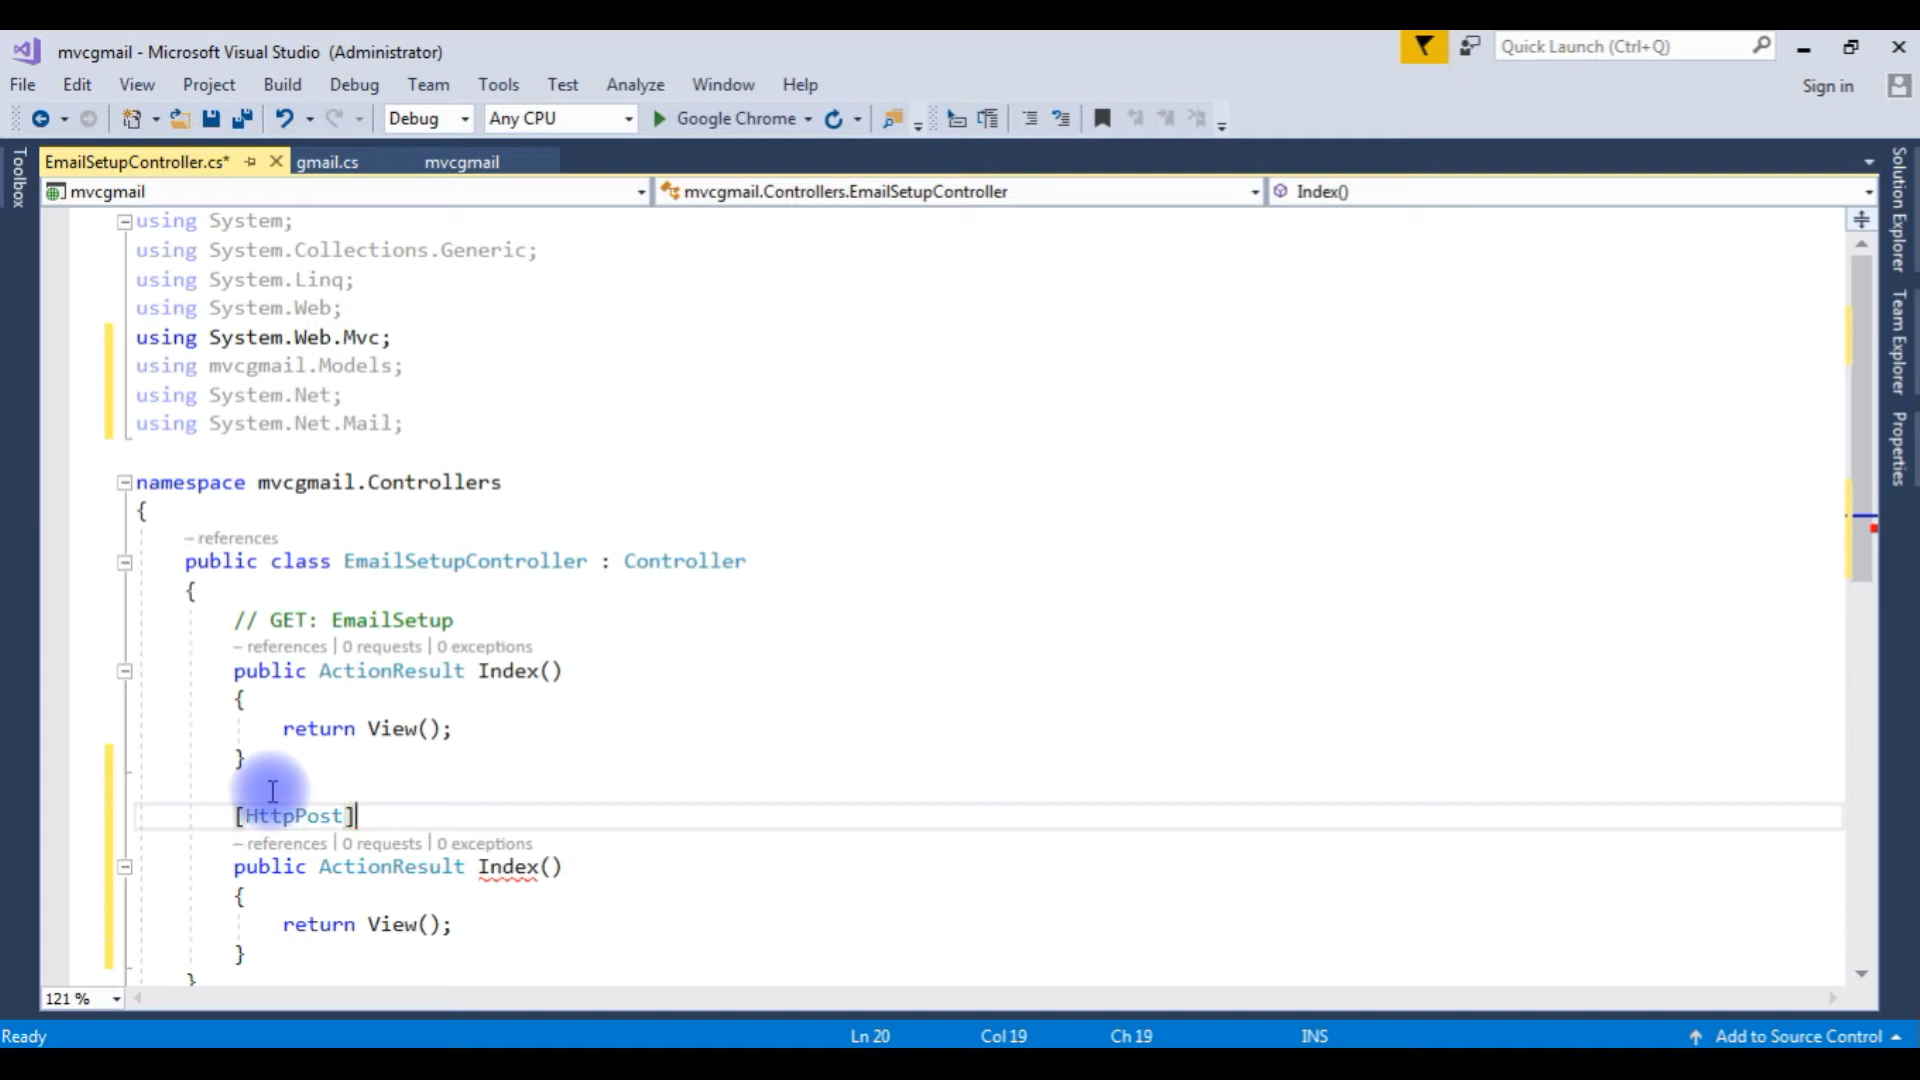 mvcgmail - Microsoft Visual Studio (Administrator)
Quick Launch (Ctrl+Q)
File Edit View Project Build Debug Team Tools Test Analyze Window Help
Sign in
Debug Any CPU Google Chrome
EmailSetupController.cs* gmail.cs mvcgmail
mvcgmail mvcgmail.Controllers.EmailSetupController Index()
Toolbox
Solution Explorer
Team Explorer
Properties
using System;
using System.Collections.Generic;
using System.Linq;
using System.Web;
using System.Web.Mvc;
using mvcgmail.Models;
using System.Net;
using System.Net.Mail;
namespace mvcgmail.Controllers
{
– references
public class EmailSetupController : Controller
{
// GET: EmailSetup
– references | 0 requests | 0 exceptions
public ActionResult Index()
{
return View();
}
[HttpPost]
– references | 0 requests | 0 exceptions
public ActionResult Index()
{
return View();
}
}
121 %
Ready Ln 20 Col 19 Ch 19 INS Add to Source Control